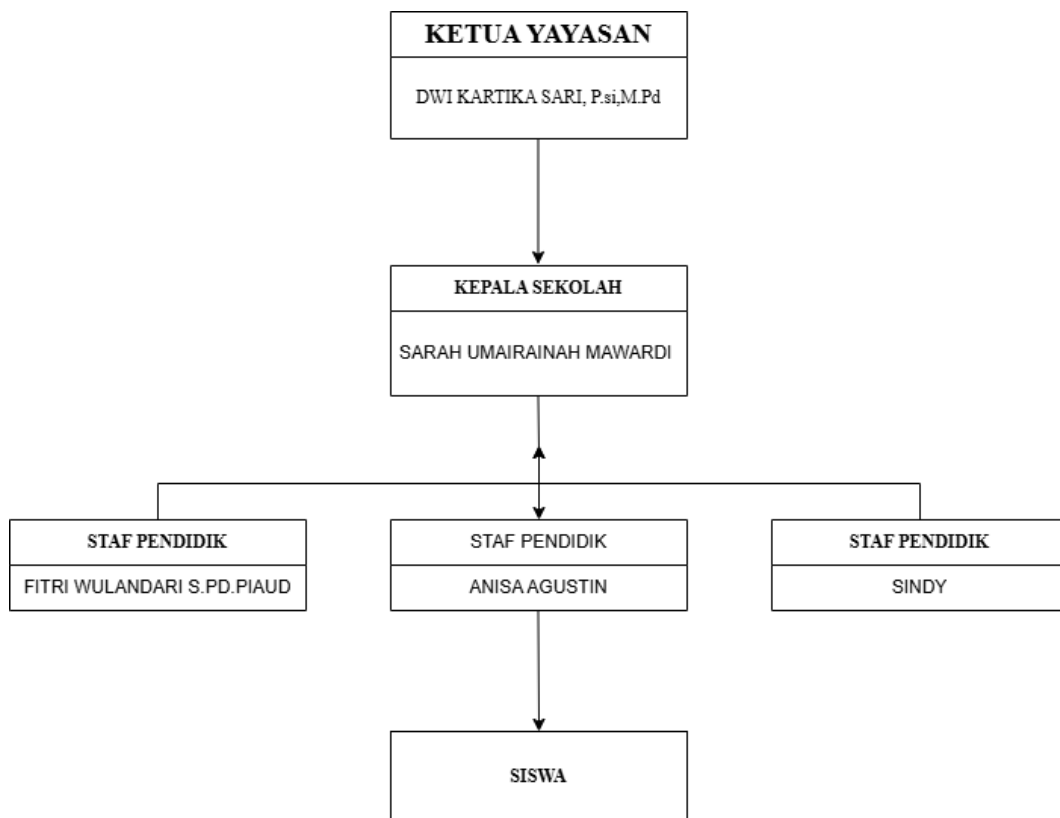 KETUA YAYASAN
DWI KARTIKA SARI, P.si,M.Pd
KEPALA SEKOLAH
SARAH UMAIRAINAH MAWARDI
STAF PENDIDIK
FITRI WULANDARI S.PD.PIAUD
STAF PENDIDIK
ANISA AGUSTIN
STAF PENDIDIK
SINDY
SISWA